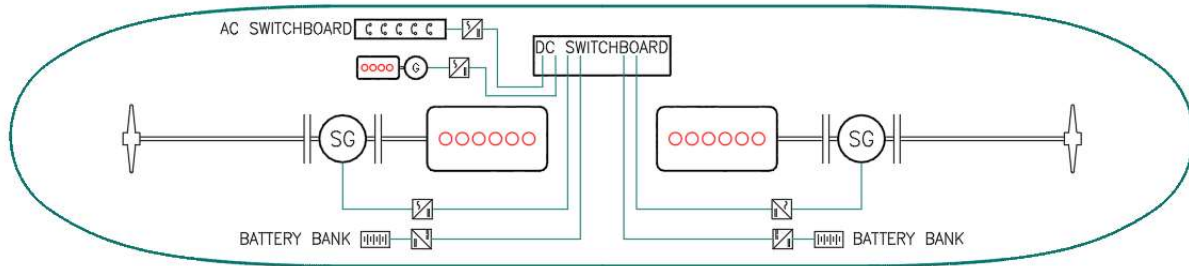 AC SWITCHBOARD
DC SWITCHBOARD
G
SG
SG
BATTERY BANK
BATTERY BANK